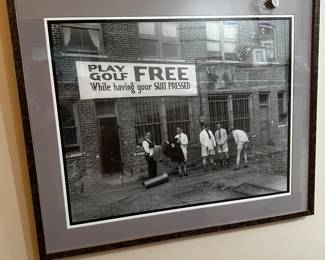 PLAY
GOLF FREE
While having your SUIT PRESSED